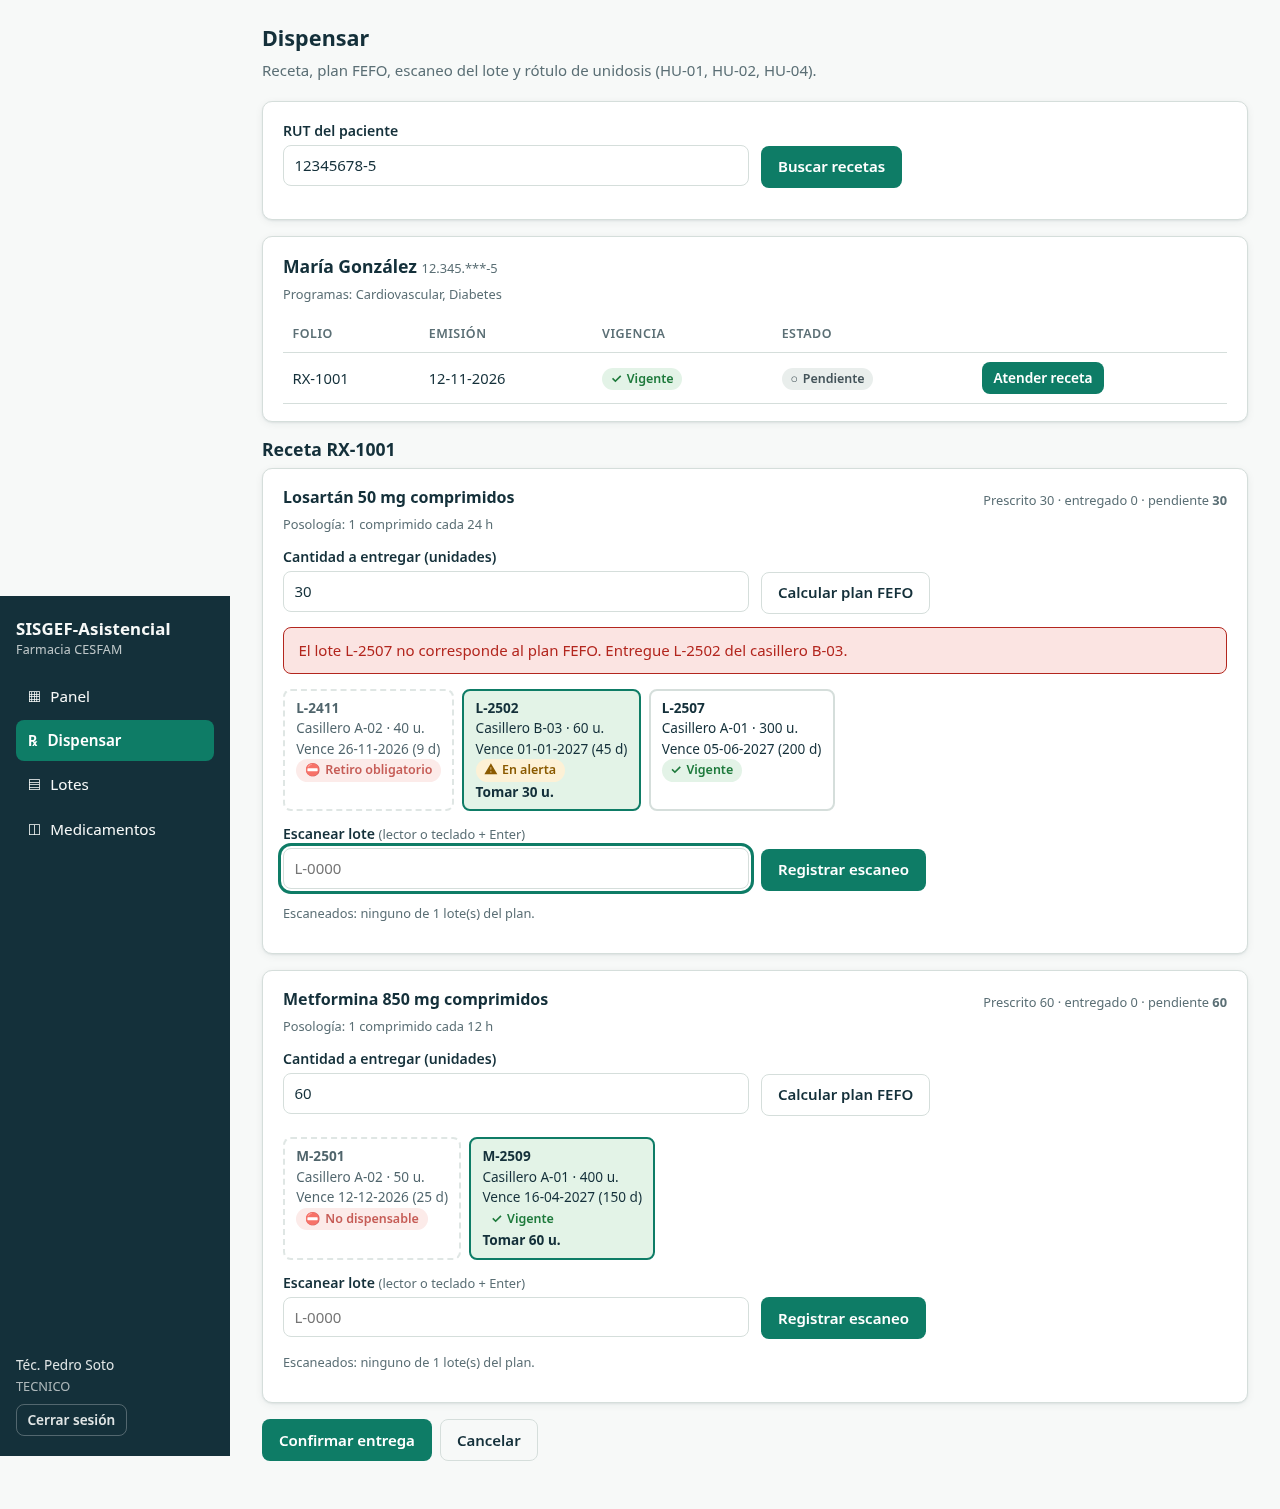 Dispensar
Receta, plan FEFO, escaneo del lote y rótulo de unidosis (HU-01, HU-02, HU-04).
RUT del paciente
12345678-5
Buscar recetas
María González 12.345.***-5
Programas: Cardiovascular, Diabetes
FOLIO EMISIÓN VIGENCIA ESTADO
RX-1001 12-11-2026 ✓ Vigente ○ Pendiente Atender receta
Receta RX-1001
Losartán 50 mg comprimidos
Prescrito 30 · entregado 0 · pendiente 30
Posología: 1 comprimido cada 24 h
Cantidad a entregar (unidades)
30
Calcular plan FEFO
El lote L-2507 no corresponde al plan FEFO. Entregue L-2502 del casillero B-03.
L-2411
Casillero A-02 · 40 u.
Vence 26-11-2026 (9 d)
⛔ Retiro obligatorio
L-2502
Casillero B-03 · 60 u.
Vence 01-01-2027 (45 d)
⚠ En alerta
Tomar 30 u.
L-2507
Casillero A-01 · 300 u.
Vence 05-06-2027 (200 d)
✓ Vigente
Escanear lote (lector o teclado + Enter)
L-0000
Registrar escaneo
Escaneados: ninguno de 1 lote(s) del plan.
Metformina 850 mg comprimidos
Prescrito 60 · entregado 0 · pendiente 60
Posología: 1 comprimido cada 12 h
Cantidad a entregar (unidades)
60
Calcular plan FEFO
M-2501
Casillero A-02 · 50 u.
Vence 12-12-2026 (25 d)
⛔ No dispensable
M-2509
Casillero A-01 · 400 u.
Vence 16-04-2027 (150 d)
✓ Vigente
Tomar 60 u.
Escanear lote (lector o teclado + Enter)
L-0000
Registrar escaneo
Escaneados: ninguno de 1 lote(s) del plan.
Confirmar entrega
Cancelar
SISGEF-Asistencial
Farmacia CESFAM
▦ Panel
℞ Dispensar
▤ Lotes
◫ Medicamentos
Téc. Pedro Soto
TECNICO
Cerrar sesión